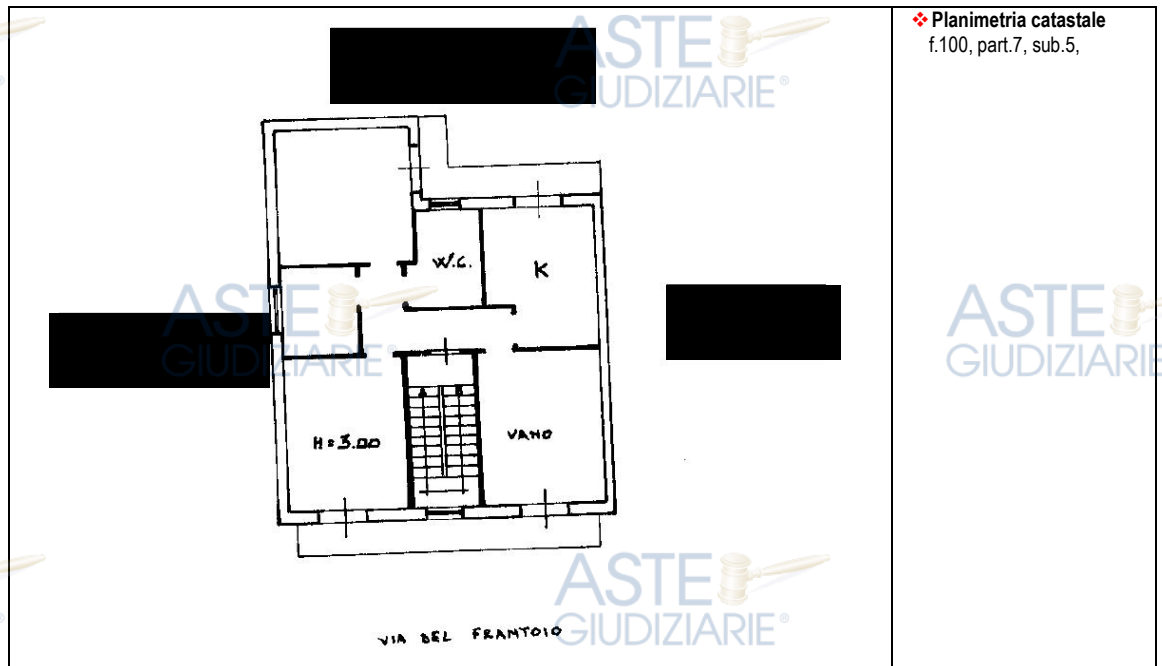 ❖ Planimetria catastale
f.100, part.7, sub.5,
ASTE
GIUDIZIARIE®
W.C.
K
ASTE
GIUDIZIARIE®
ASTE
GIUDIZIARIE
H=3.00
VANO
A
B
ASTE
GIUDIZIARIE®
VIA DEL FRANTOIO